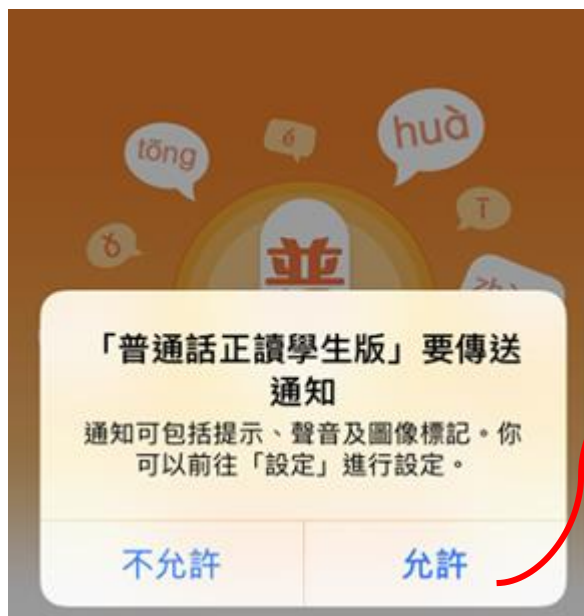 huà
tōng
ó
ī
ǒ
「普通話正讀學生版」要傳送
通知
通知可包括提示、聲音及圖像標記。你
可以前往「設定」進行設定。
不允許
允許